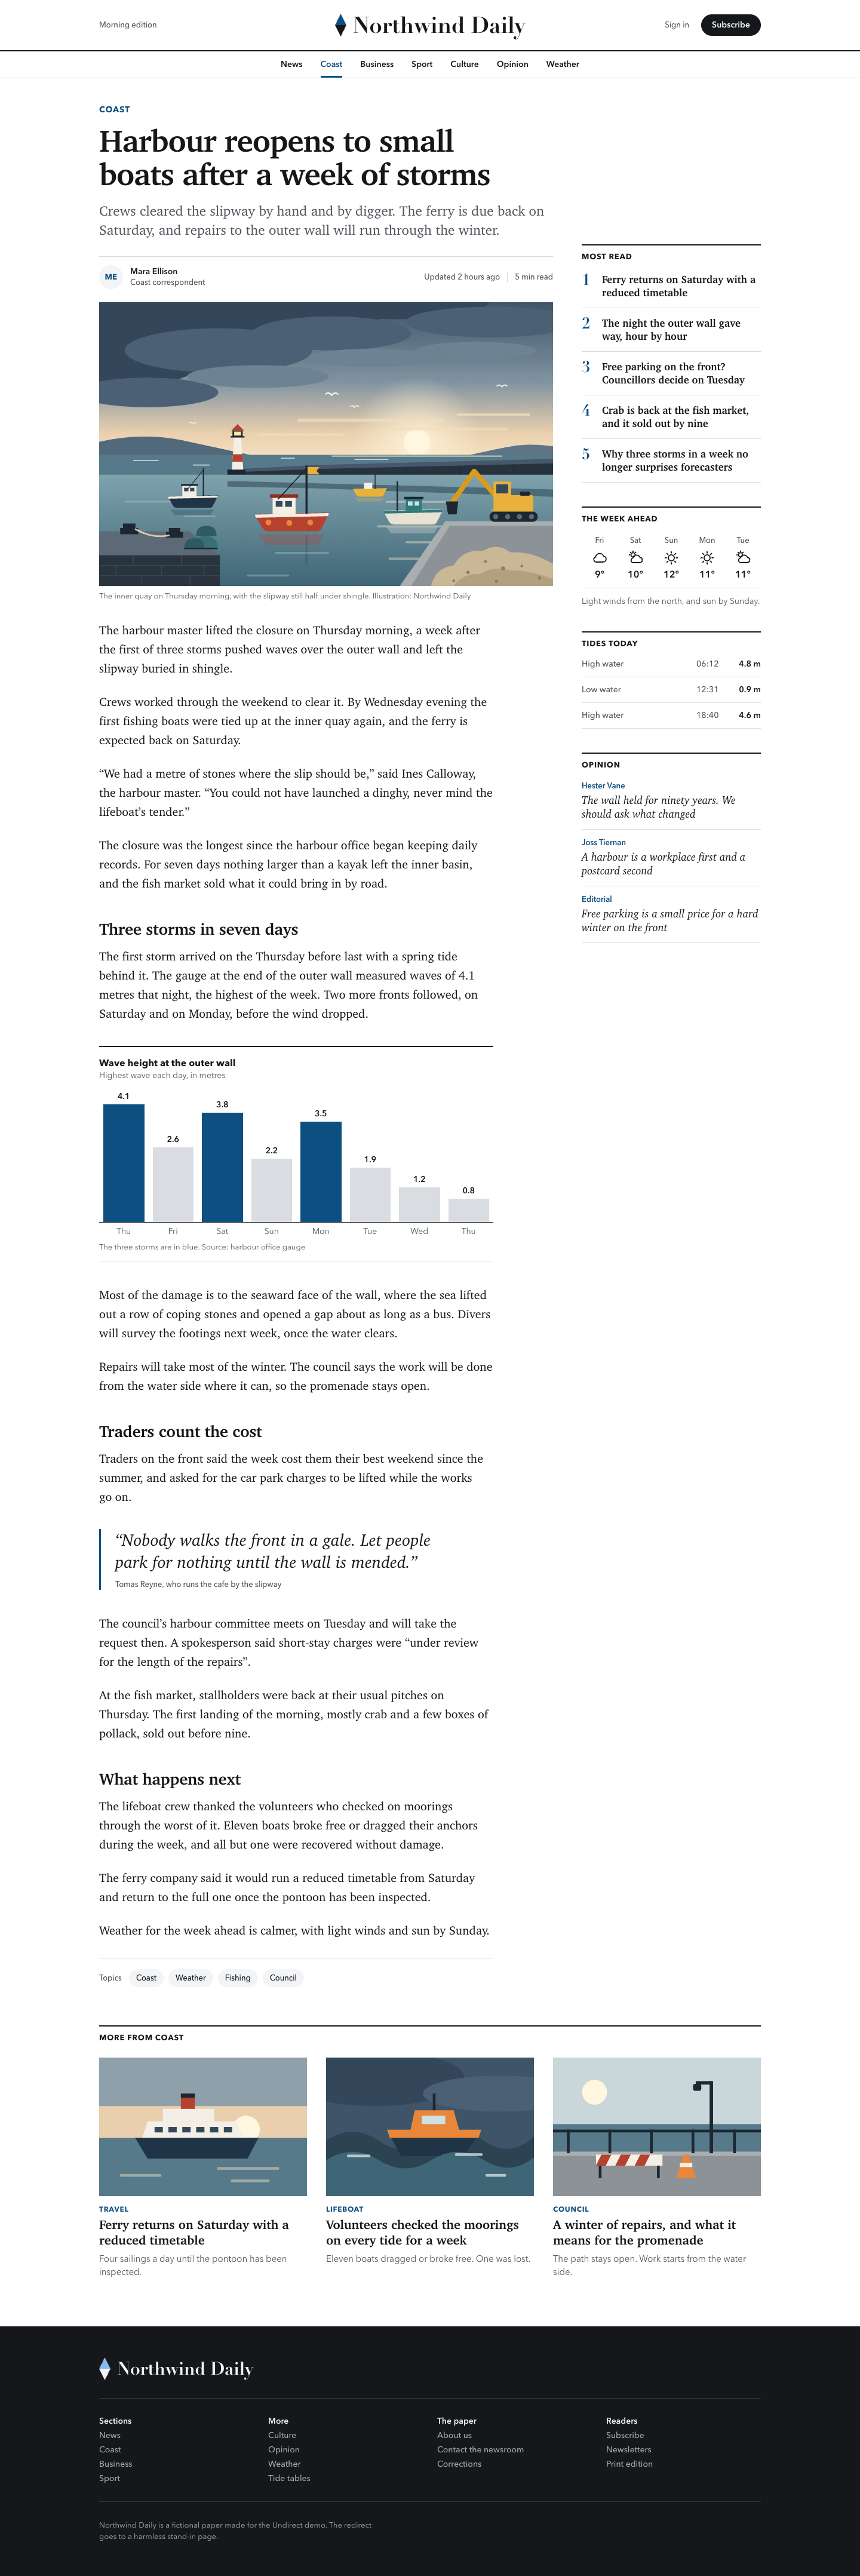 Morning edition
Northwind Daily
Sign in
Subscribe
News
Coast
Business
Sport
Culture
Opinion
Weather
COAST
Harbour reopens to small
boats after a week of storms
Crews cleared the slipway by hand and by digger. The ferry is due back on
Saturday, and repairs to the outer wall will run through the winter.
ME
Mara Ellison
Coast correspondent
Updated 2 hours ago
5 min read
The inner quay on Thursday morning, with the slipway still half under shingle. Illustration: Northwind Daily
The harbour master lifted the closure on Thursday morning, a week after
the first of three storms pushed waves over the outer wall and left the
slipway buried in shingle.
Crews worked through the weekend to clear it. By Wednesday evening the
first fishing boats were tied up at the inner quay again, and the ferry is
expected back on Saturday.
“We had a metre of stones where the slip should be,” said Ines Calloway,
the harbour master. “You could not have launched a dinghy, never mind the
lifeboat’s tender.”
The closure was the longest since the harbour office began keeping daily
records. For seven days nothing larger than a kayak left the inner basin,
and the fish market sold what it could bring in by road.
Three storms in seven days
The first storm arrived on the Thursday before last with a spring tide
behind it. The gauge at the end of the outer wall measured waves of 4.1
metres that night, the highest of the week. Two more fronts followed, on
Saturday and on Monday, before the wind dropped.
Wave height at the outer wall
Highest wave each day, in metres
4.1
2.6
3.8
2.2
3.5
1.9
1.2
0.8
Thu
Fri
Sat
Sun
Mon
Tue
Wed
Thu
The three storms are in blue. Source: harbour office gauge
Most of the damage is to the seaward face of the wall, where the sea lifted
out a row of coping stones and opened a gap about as long as a bus. Divers
will survey the footings next week, once the water clears.
Repairs will take most of the winter. The council says the work will be done
from the water side where it can, so the promenade stays open.
Traders count the cost
Traders on the front said the week cost them their best weekend since the
summer, and asked for the car park charges to be lifted while the works
go on.
“Nobody walks the front in a gale. Let people
park for nothing until the wall is mended.”
Tomas Reyne, who runs the cafe by the slipway
The council’s harbour committee meets on Tuesday and will take the
request then. A spokesperson said short-stay charges were “under review
for the length of the repairs”.
At the fish market, stallholders were back at their usual pitches on
Thursday. The first landing of the morning, mostly crab and a few boxes of
pollack, sold out before nine.
What happens next
The lifeboat crew thanked the volunteers who checked on moorings
through the worst of it. Eleven boats broke free or dragged their anchors
during the week, and all but one were recovered without damage.
The ferry company said it would run a reduced timetable from Saturday
and return to the full one once the pontoon has been inspected.
Weather for the week ahead is calmer, with light winds and sun by Sunday.
Topics
Coast
Weather
Fishing
Council
MOST READ
1
Ferry returns on Saturday with a
reduced timetable
2
The night the outer wall gave
way, hour by hour
3
Free parking on the front?
Councillors decide on Tuesday
4
Crab is back at the fish market,
and it sold out by nine
5
Why three storms in a week no
longer surprises forecasters
THE WEEK AHEAD
Fri
Sat
Sun
Mon
Tue
9°
10°
12°
11°
11°
Light winds from the north, and sun by Sunday.
TIDES TODAY
High water 06:12 4.8 m
Low water 12:31 0.9 m
High water 18:40 4.6 m
OPINION
Hester Vane
The wall held for ninety years. We
should ask what changed
Joss Tiernan
A harbour is a workplace first and a
postcard second
Editorial
Free parking is a small price for a hard
winter on the front
MORE FROM COAST
TRAVEL
Ferry returns on Saturday with a
reduced timetable
Four sailings a day until the pontoon has been
inspected.
LIFEBOAT
Volunteers checked the moorings
on every tide for a week
Eleven boats dragged or broke free. One was lost.
COUNCIL
A winter of repairs, and what it
means for the promenade
The path stays open. Work starts from the water
side.
Northwind Daily
Sections
News
Coast
Business
Sport
More
Culture
Opinion
Weather
Tide tables
The paper
About us
Contact the newsroom
Corrections
Readers
Subscribe
Newsletters
Print edition
Northwind Daily is a fictional paper made for the Undirect demo. The redirect
goes to a harmless stand-in page.